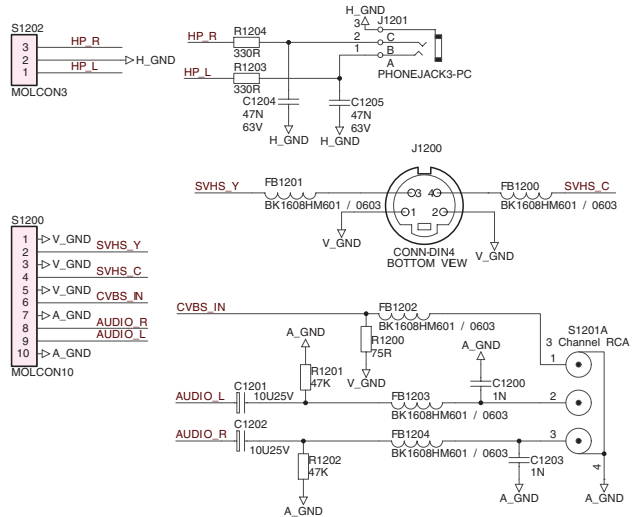 S1202
3 HP_R
2 H_GND
1 HP_L
MOLCON3
H_GND
3 J1201
HP_R R1204 2 C
330R
1 B
HP_L R1203 A
330R PHONEJACK3-PC
C1204 C1205
47N 47N
63V 63V
H_GND H_GND
J1200
SVHS_Y FB1201 3 4 FB1200 SVHS_C
BK1608HM601 / 0603 BK1608HM601 / 0603
1 2
V_GND V_GND
CONN-DIN4
BOTTOM VIEW
S1200
1 V_GND
2 SVHS_Y
3 V_GND
4 SVHS_C
5 V_GND
6 CVBS_IN
7 A_GND
8 AUDIO_R
9 AUDIO_L
10 A_GND
MOLCON10
CVBS_IN FB1202
BK1608HM601 / 0603
R1200
75R
V_GND
S1201A
3 Channel RCA
1
A_GND A_GND
R1201
47K
C1200
1N
AUDIO_L C1201 FB1203 2
10U25V BK1608HM601 / 0603
AUDIO_R C1202 FB1204 3
10U25V BK1608HM601 / 0603
R1202
47K
C1203
1N
4
A_GND A_GND A_GND